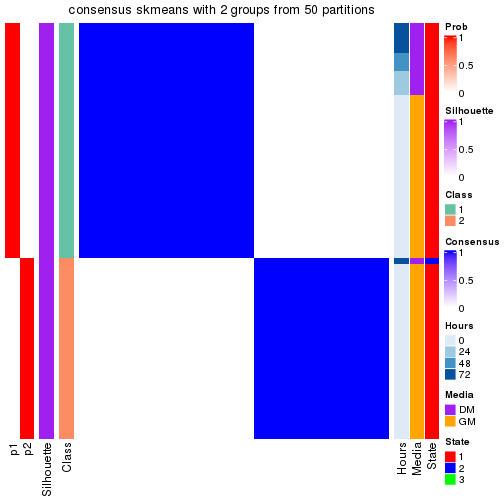 consensus skmeans with 2 groups from 50 partitions
p1
p2
Silhouette
Class
Hours
Media
State
Prob
1
0.5
0
Silhouette
1
0.5
0
Class
1
2
Consensus
1
0.5
0
Hours
0
24
48
72
Media
DM
GM
State
1
2
3